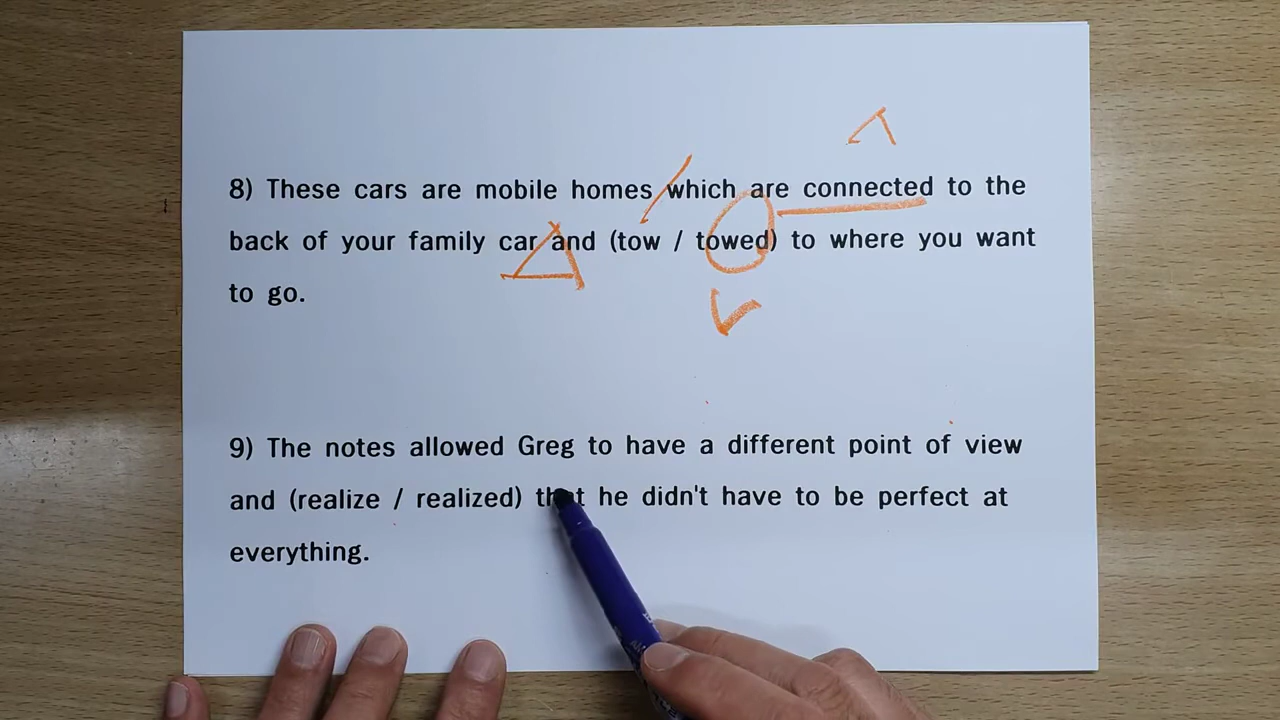 8) These cars are mobile homes which are connected to the
back of your family car and (tow / towed) to where you want
to go.
9) The notes allowed Greg to have a different point of view
and (realize / realized) that he didn't have to be perfect at
everything.